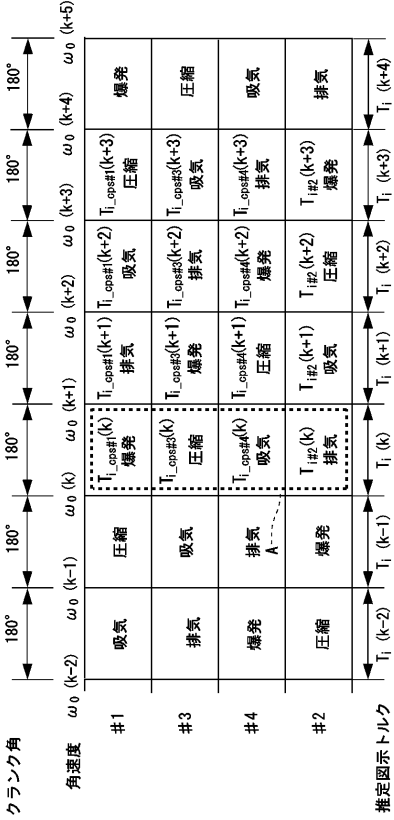 クランク角 180° 180° 180° 180° 180° 180° 180°
角速度 ω0 (k-2) ω0 (k-1) ω0 (k) ω0 (k+1) ω0 (k+2) ω0 (k+3) ω0 (k+4) ω0 (k+5)
Ti_cps#1(k) Ti_cps#1(k+1) Ti_cps#1(k+2) Ti_cps#1(k+3)
#1 吸気 圧縮 爆発 排気 吸気 圧縮 爆発
Ti_cps#3(k) Ti_cps#3(k+1) Ti_cps#3(k+2) Ti_cps#3(k+3)
#3 排気 吸気 圧縮 爆発 排気 吸気 圧縮
Ti_cps#4(k) Ti_cps#4(k+1) Ti_cps#4(k+2) Ti_cps#4(k+3)
#4 爆発 排気 吸気 圧縮 爆発 排気 吸気
A
Ti#2(k) Ti#2(k+1) Ti#2(k+2) Ti#2(k+3)
#2 圧縮 爆発 排気 吸気 圧縮 爆発 排気
推定図示トルク Ti (k-2) Ti (k-1) Ti (k) Ti (k+1) Ti (k+2) Ti (k+3) Ti (k+4)